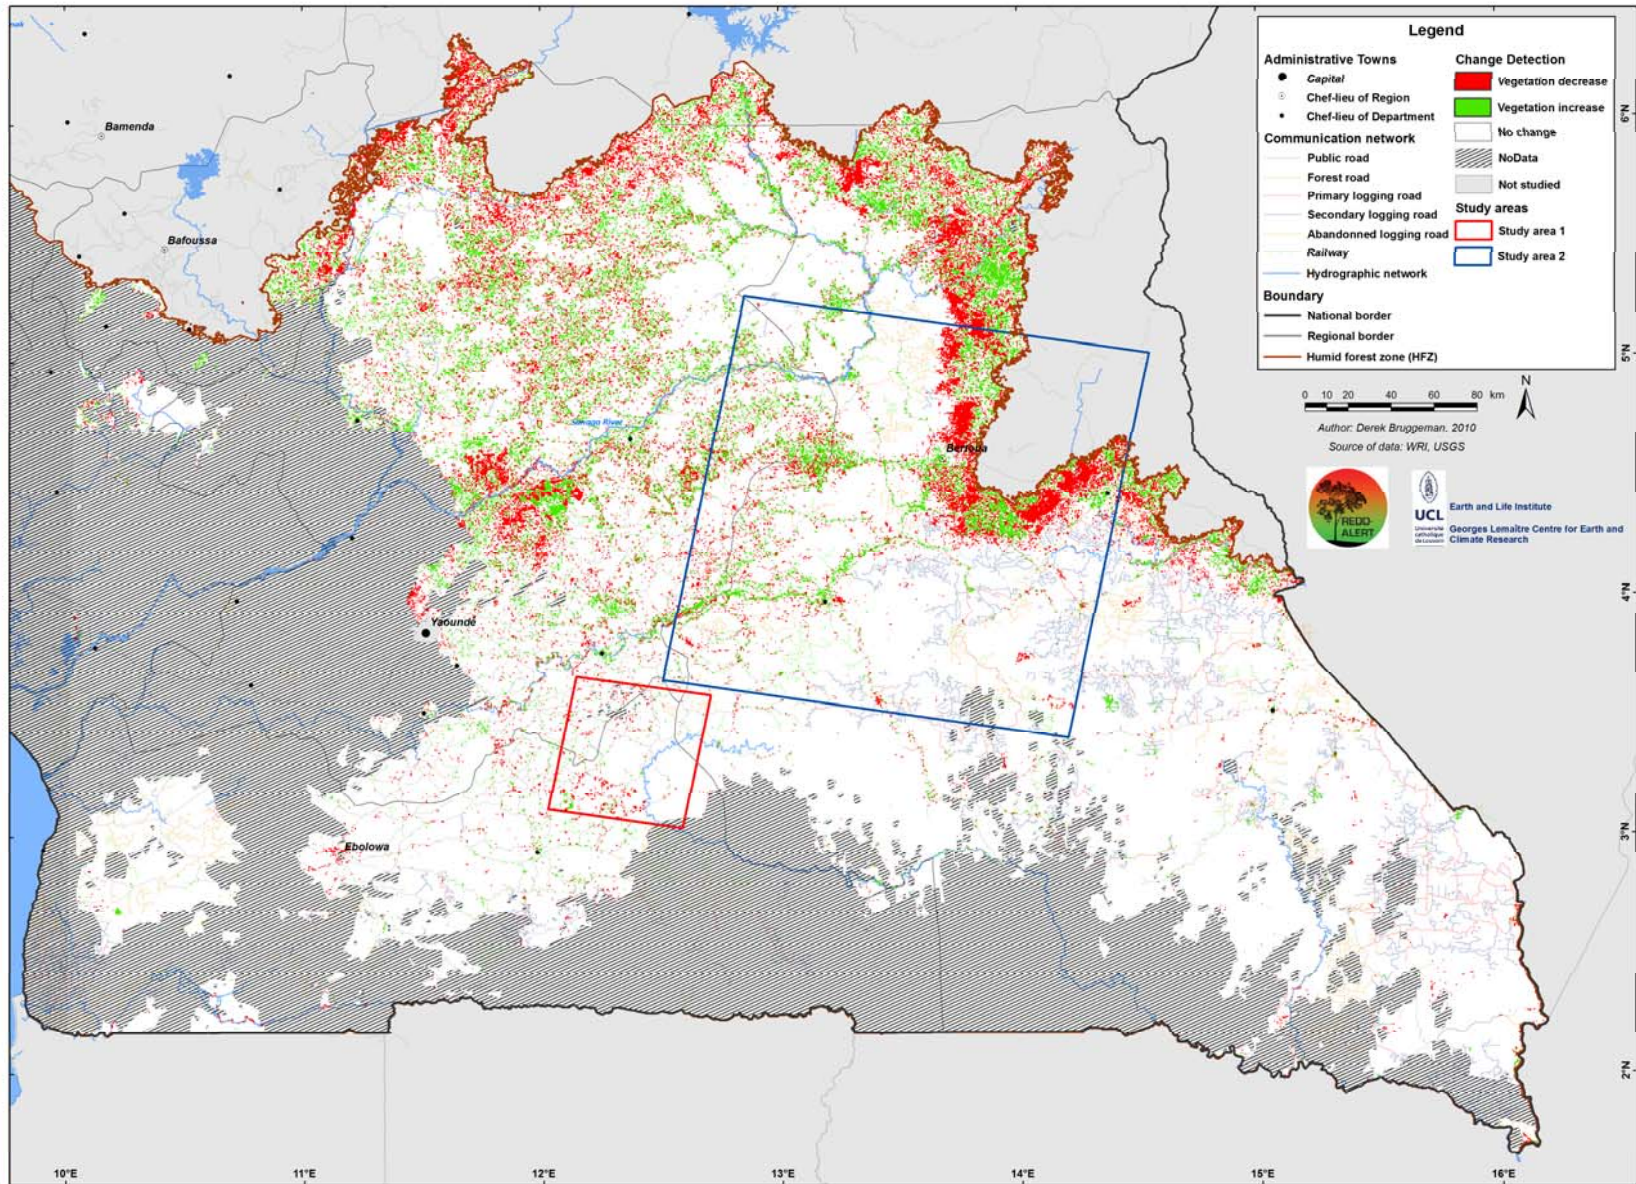 Legend
Administrative Towns
Capital
Chef-lieu of Region
Chef-lieu of Department
Communication network
Public road
Forest road
Primary logging road
Secondary logging road
Abandonned logging road
Railway
Hydrographic network
Boundary
National border
Regional border
Humid forest zone (HFZ)
Change Detection
Vegetation decrease
Vegetation increase
No change
NoData
Not studied
Study areas
Study area 1
Study area 2
0 10 20 40 60 80 km
N
Author: Derek Bruggeman. 2010
Source of data: WRI, USGS
REDD
ALERT
UCL
Université
catholique
de Louvain
Earth and Life Institute
Georges Lemaître Centre for Earth and
Climate Research
Bamenda
Bafoussa
Yaoundé
Ebolowa
6°N
5°N
4°N
3°N
2°N
10°E 11°E 12°E 13°E 14°E 15°E 16°E